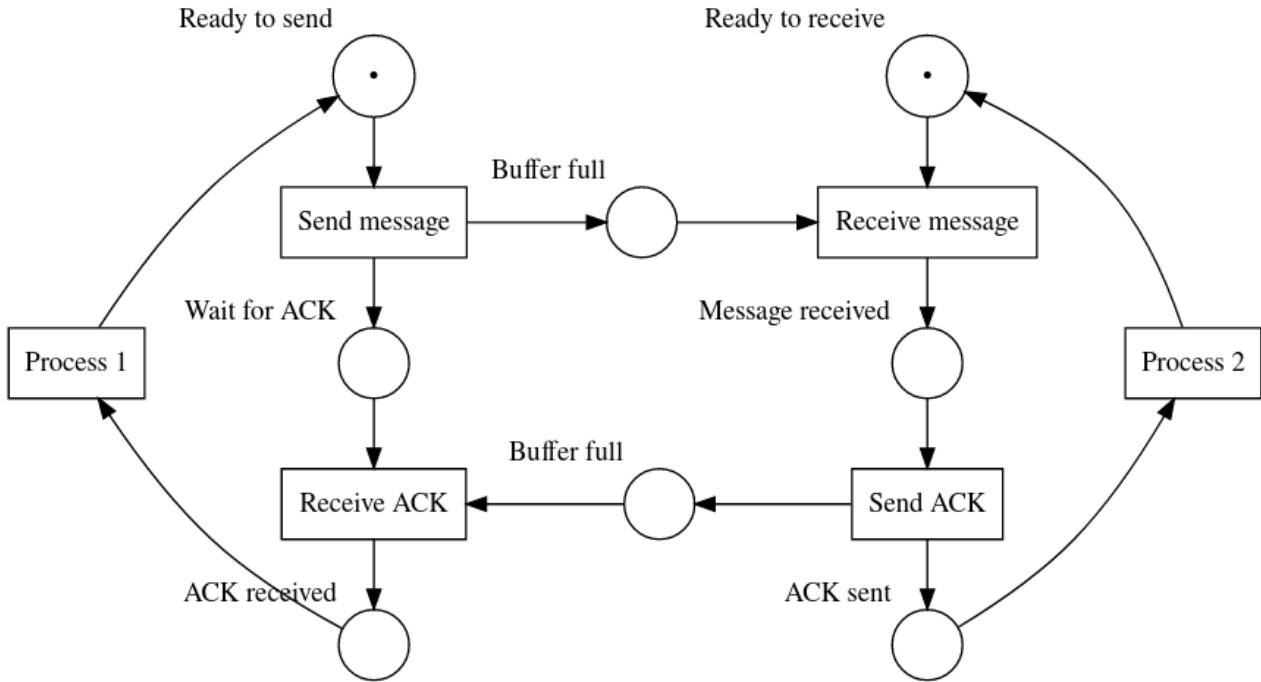 Ready to send
Ready to receive
Buffer full
Send message
Receive message
Wait for ACK
Message received
Process 1
Process 2
Buffer full
Receive ACK
Send ACK
ACK received
ACK sent